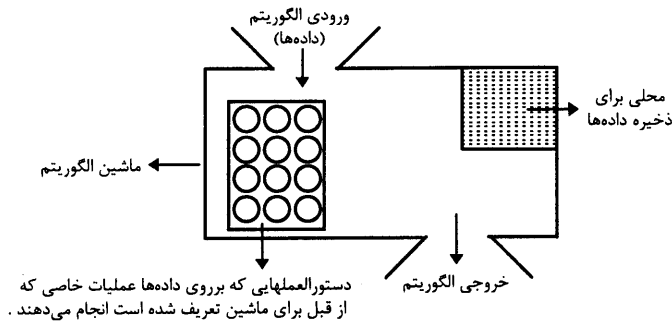 ورودی الگوریتم
(داده‌ها)
محلی برای
ذخیره داده‌ها
ماشین الگوریتم
خروجی الگوریتم
دستورالعملهایی که برروی داده‌ها عملیات خاصی که
از قبل برای ماشین تعریف شده است انجام می‌دهند .